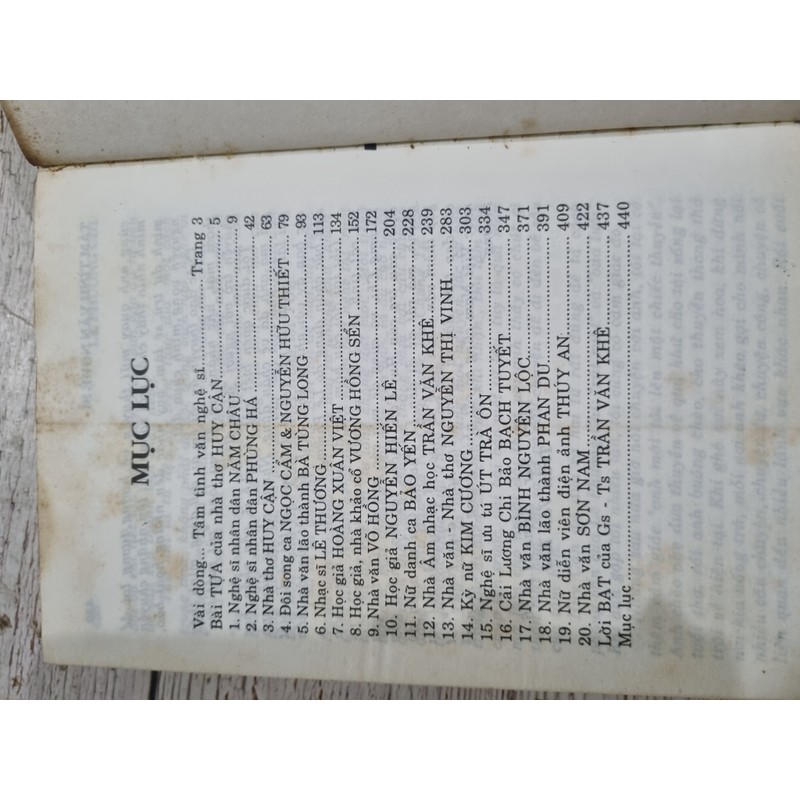 MỤC LỤC
Vài dòng... Tâm tình văn nghệ sĩ............................Trang 3
Bài TỰA của nhà thơ HUY CẬN............................5
1. Nghệ sĩ nhân dân NĂM CHÂU............................9
2. Nghệ sĩ nhân dân PHÙNG HÁ............................42
3. Nhà thơ HUY CẬN............................63
4. Đôi song ca NGỌC CẨM & NGUYỄN HỮU THIẾT......79
5. Nhà văn lão thành BÀ TÙNG LONG............................93
6. Nhạc sĩ LÊ THƯƠNG............................113
7. Học giả HOÀNG XUÂN VIỆT............................134
8. Học giả, nhà khảo cổ VƯƠNG HỒNG SỂN............................152
9. Nhà văn VÕ HỒNG............................172
10. Học giả NGUYỄN HIẾN LÊ............................204
11. Nữ danh ca BẢO YẾN............................228
12. Nhà Âm nhạc học TRẦN VĂN KHÊ............................239
13. Nhà văn - Nhà thơ NGUYỄN THỊ VINH............................283
14. Kỳ nữ KIM CƯƠNG............................303
15. Nghệ sĩ ưu tú ÚT TRÀ ÔN............................334
16. Cải Lương Chi Bảo BẠCH TUYẾT............................347
17. Nhà văn BÌNH NGUYÊN LỘC............................371
18. Nhà văn lão thành PHAN DU............................391
19. Nữ diễn viên điện ảnh THÚY AN............................409
20. Nhà văn SƠN NAM............................422
Lời BẠT của Gs - Ts TRẦN VĂN KHÊ............................437
Mục lục............................440